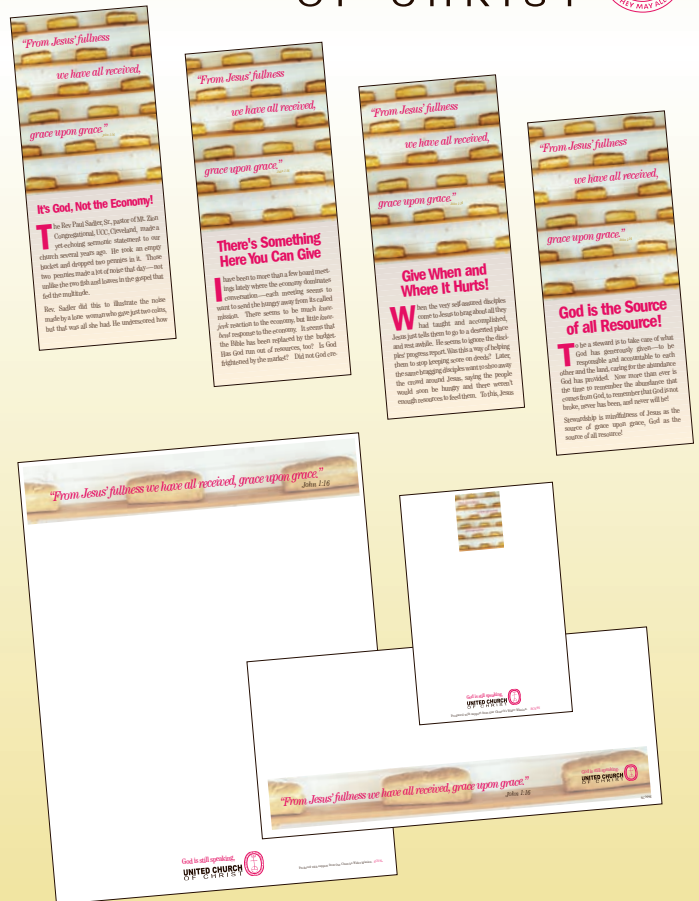 OF CHRIST
THEY MAY ALL
“From Jesus’ fullness
we have all received,
grace upon grace.”
It’s God, Not the Economy!
The Rev Paul Sadler, Sr., pastor of Mt. Zion
Congregational, UCC, Cleveland, made a
yet-echoing sermonic statement to our
church several years ago. He took an empty
bucket and dropped two pennies in it. Those
two pennies made a lot of noise that day—not
unlike the two fish and loaves in the gospel that
fed the multitude.
Rev. Sadler did this to illustrate the noise
made by a lone woman who gave just two coins,
but that was all she had. He underscored how
“From Jesus’ fullness
we have all received,
grace upon grace.”
There’s Something
Here You Can Give
I have been to more than a few board meet-
ings lately where the economy dominates
conversation—each meeting seems to
want to send the hungry away from its called
mission. There seems to be much knee-
jerk reaction to the economy, but little knee-
bend response to the economy. It seems that
the Bible has been replaced by the budget.
Has God run out of resources, too? Is God
frightened by the market? Did not God cre-
“From Jesus’ fullness
we have all received,
grace upon grace.”
Give When and
Where It Hurts!
When the very self-assured disciples
come to Jesus to brag about all they
had taught and accomplished,
Jesus just tells them to go to a deserted place
and rest awhile. He seems to ignore the disci-
ples’ progress report. Was this a way of helping
them to stop keeping score on deeds? Later,
the same bragging disciples want to shoo away
the crowd around Jesus, saying the people
would soon be hungry and there weren’t
enough resources to feed them. To this, Jesus
“From Jesus’ fullness
we have all received,
grace upon grace.”
God is the Source
of all Resource!
To be a steward is to take care of what
God has generously given—to be
responsible and accountable to each
other and the land, caring for the abundance
God has provided. Now more than ever is
the time to remember the abundance that
comes from God, to remember that God is not
broke, never has been, and never will be!
Stewardship is mindfulness of Jesus as the
source of grace upon grace, God as the
source of all resource!
“From Jesus’ fullness we have all received, grace upon grace.”
John 1:16
God is still speaking,
UNITED CHURCH
OF CHRIST
God is still speaking,
UNITED CHURCH
OF CHRIST
“From Jesus’ fullness we have all received, grace upon grace.”
John 1:16
God is still speaking,
UNITED CHURCH
OF CHRIST